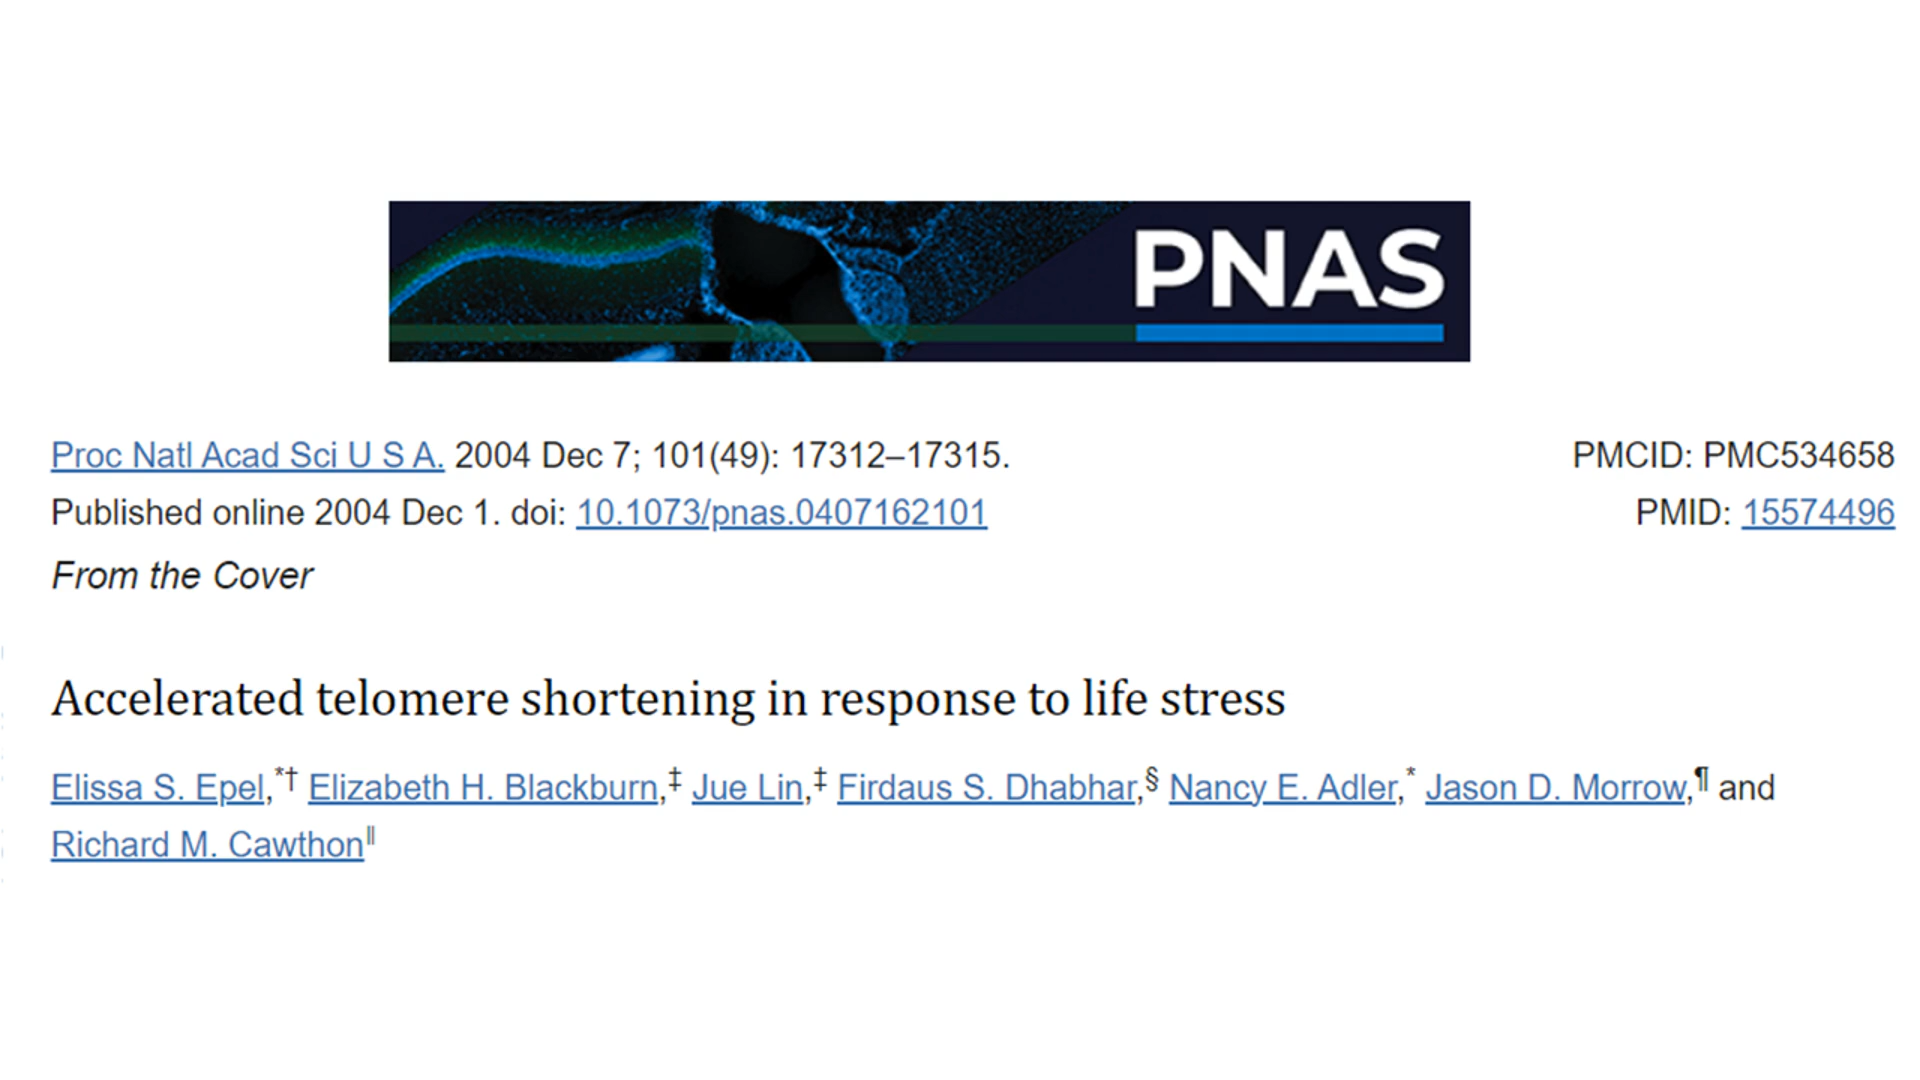 PNAS
Proc Natl Acad Sci U S A. 2004 Dec 7; 101(49): 17312–17315.
PMCID: PMC534658
Published online 2004 Dec 1. doi: 10.1073/pnas.0407162101
PMID: 15574496
From the Cover
Accelerated telomere shortening in response to life stress
Elissa S. Epel,*† Elizabeth H. Blackburn,‡ Jue Lin,‡ Firdaus S. Dhabhar,§ Nancy E. Adler,* Jason D. Morrow,¶ and
Richard M. Cawthon‖